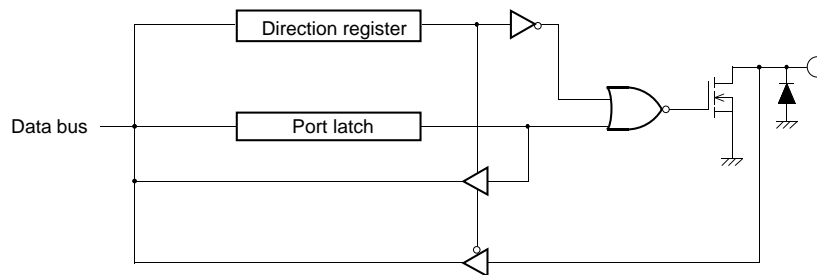 Direction register
Data bus
Port latch